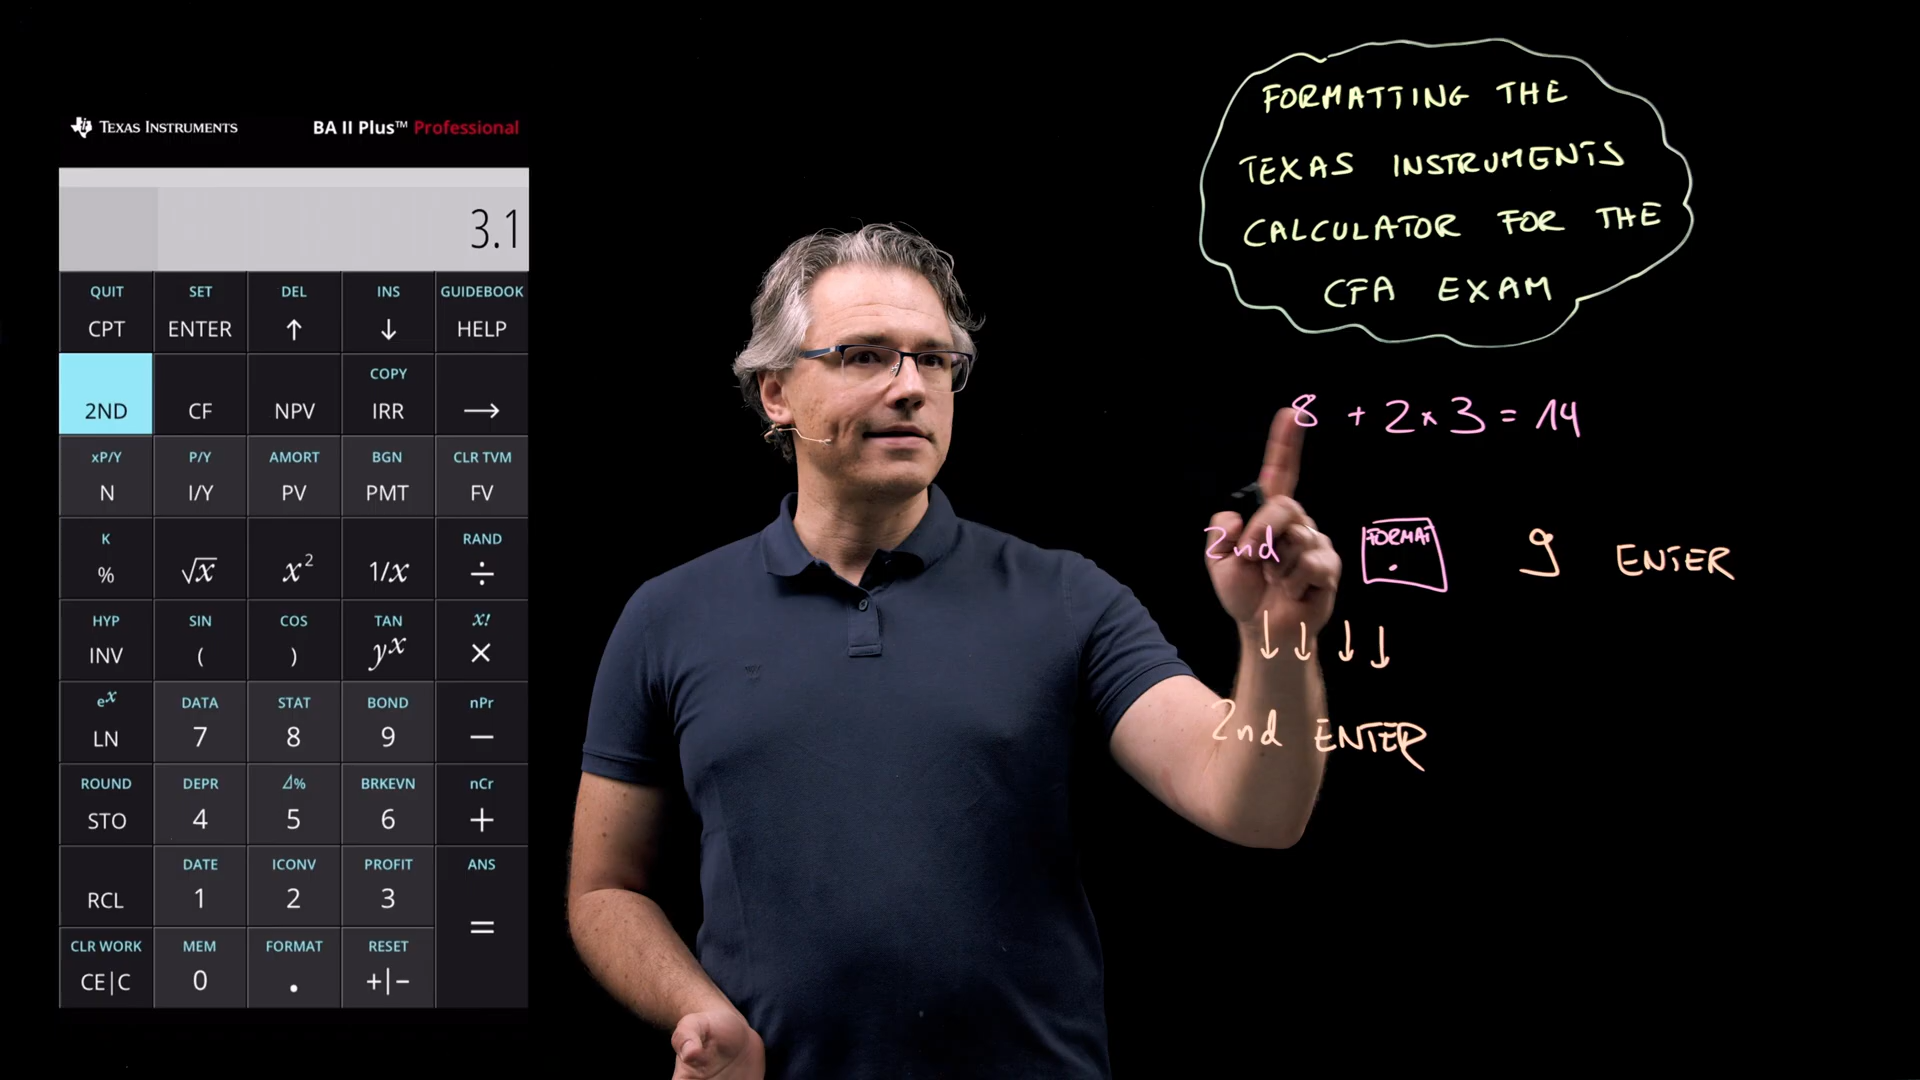 TEXAS INSTRUMENTS BA II Plus™ Professional
3.1
QUIT SET DEL INS GUIDEBOOK
CPT ENTER ↑ ↓ HELP
COPY
2ND CF NPV IRR →
xP/Y P/Y AMORT BGN CLR TVM
N I/Y PV PMT FV
K RAND
% √x x² 1/x ÷
HYP SIN COS TAN x!
INV ( ) yˣ ×
eˣ DATA STAT BOND nPr
LN 7 8 9 −
ROUND DEPR Δ% BRKEVN nCr
STO 4 5 6 +
DATE ICONV PROFIT ANS
RCL 1 2 3 =
CLR WORK MEM FORMAT RESET
CE|C 0 . +|−
FORMATTING THE
TEXAS INSTRUMENTS
CALCULATOR FOR THE
CFA EXAM
8 + 2 × 3 = 14
2nd FORMAT . 9 ENTER
↓ ↓ ↓ ↓
2nd ENTER